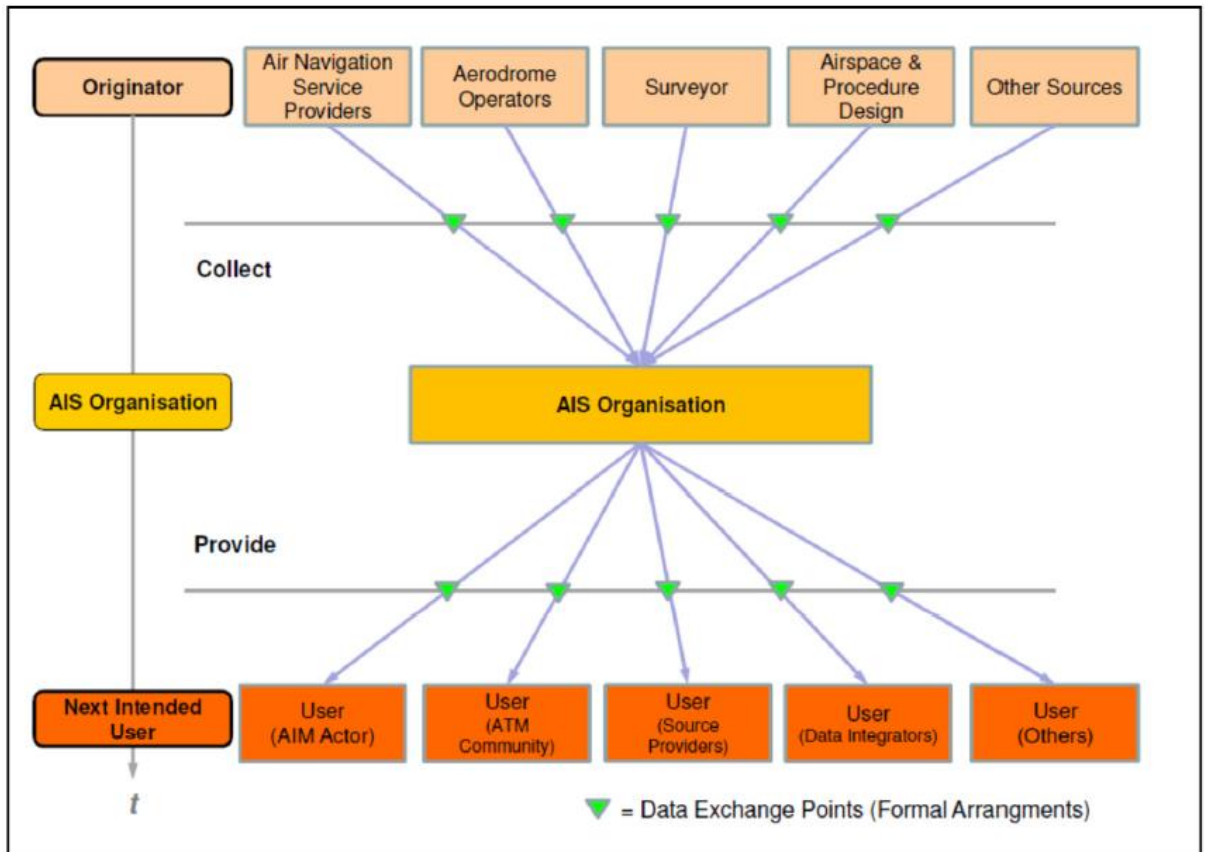 Originator
Air Navigation
Service
Providers
Aerodrome
Operators
Surveyor
Airspace &
Procedure
Design
Other Sources
Collect
AIS Organisation
AIS Organisation
Provide
Next Intended
User
User
(AIM Actor)
User
(ATM
Community)
User
(Source
Providers)
User
(Data Integrators)
User
(Others)
t
= Data Exchange Points (Formal Arrangments)